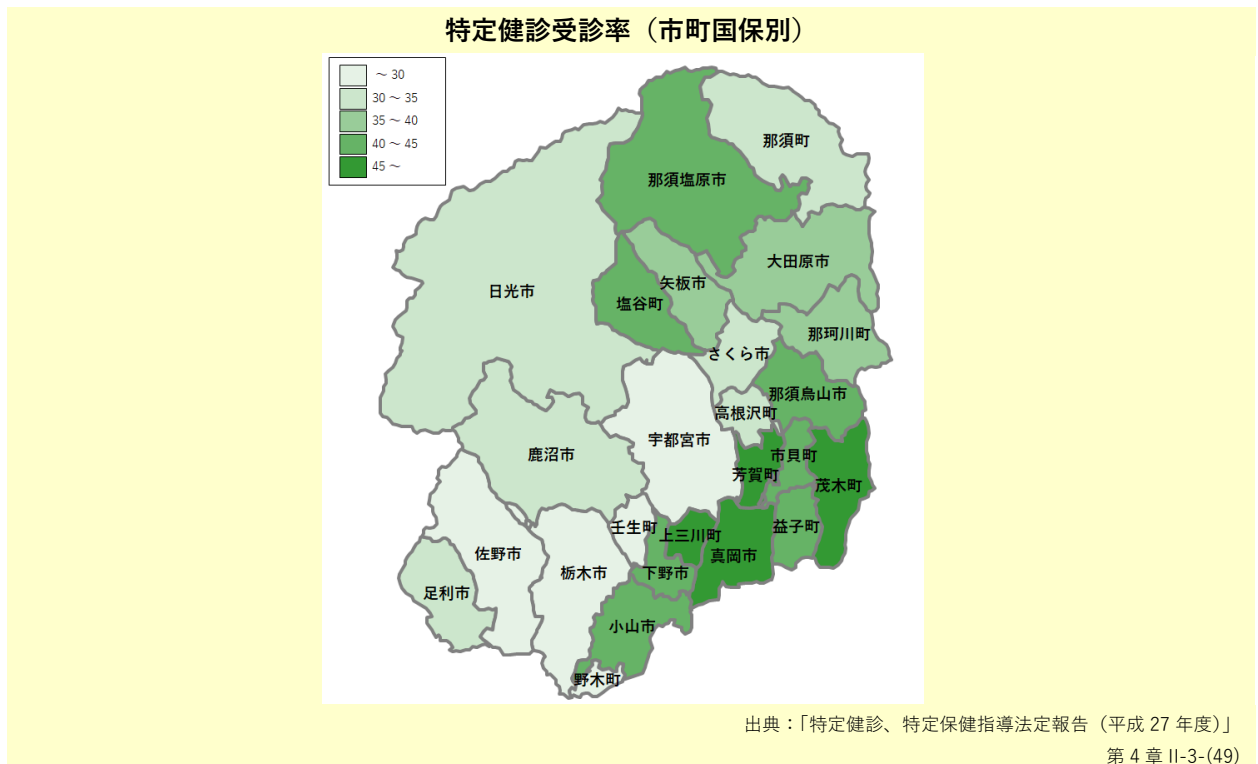 特定健診受診率（市町国保別）
～ 30
30 ～ 35
35 ～ 40
40 ～ 45
45 ～
那須町
那須塩原市
大田原市
矢板市
日光市
塩谷町
那珂川町
さくら市
那須烏山市
高根沢町
宇都宮市
鹿沼市
市貝町
芳賀町
茂木町
壬生町
益子町
上三川町
佐野市
真岡市
栃木市
下野市
足利市
小山市
野木町
出典：「特定健診、特定保健指導法定報告（平成 27 年度）」
第 4 章 II-3-(49)